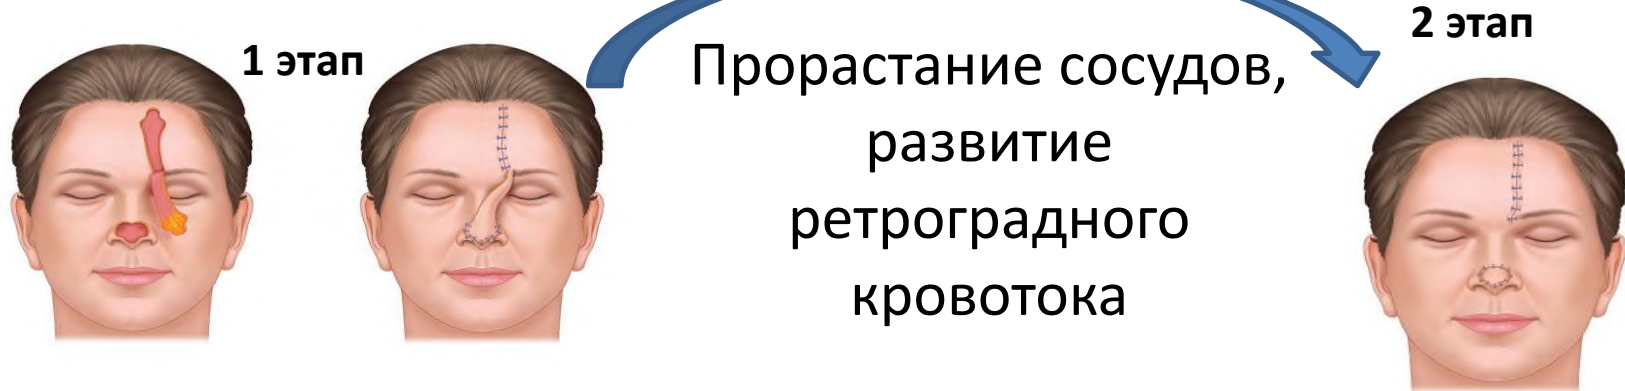 1 этап
Прорастание сосудов,
развитие
ретроградного
кровотока
2 этап